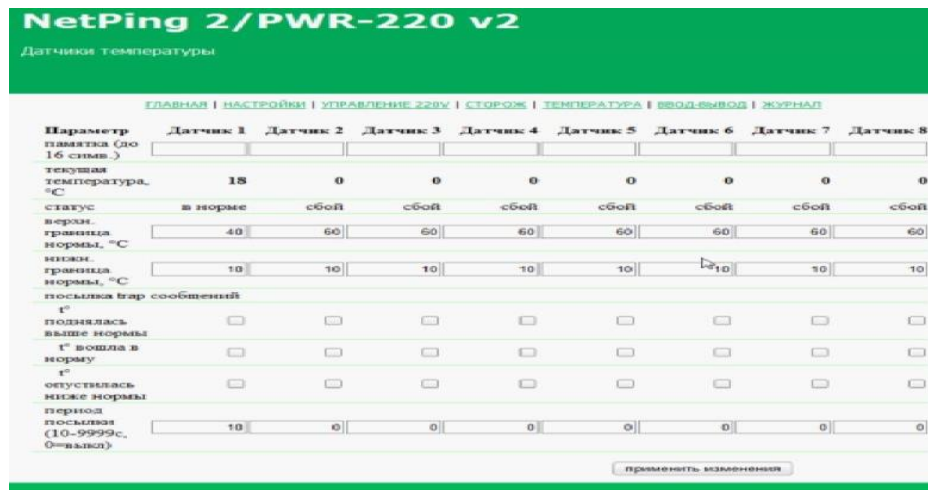 NetPing 2/PWR-220 v2
Датчики температуры
ГЛАВНАЯ | НАСТРОЙКИ | УПРАВЛЕНИЕ 220V | СТОРОЖ | ТЕМПЕРАТУРА | ВВОД-ВЫВОД | ЖУРНАЛ
Параметр Датчик 1 Датчик 2 Датчик 3 Датчик 4 Датчик 5 Датчик 6 Датчик 7 Датчик 8
памятка (до
16 симв.)
текущая
температура, 18 0 0 0 0 0 0 0
°C
статус в норме сбой сбой сбой сбой сбой сбой сбой
верхн.
граница 40 60 60 60 60 60 60 60
нормы, °C
нижн.
граница 10 10 10 10 10 10 10 10
нормы, °C
посылка trap сообщений
t°
поднялась
выше нормы
t° вошла в
норму
t°
опустилась
ниже нормы
период
посылки
(10-9999с, 10 0 0 0 0 0 0 0
0=выкл)
применить изменения